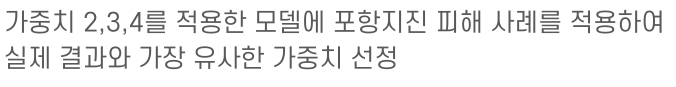 가중치 2,3,4를 적용한 모델에 포항지진 피해 사례를 적용하여
실제 결과와 가장 유사한 가중치 선정